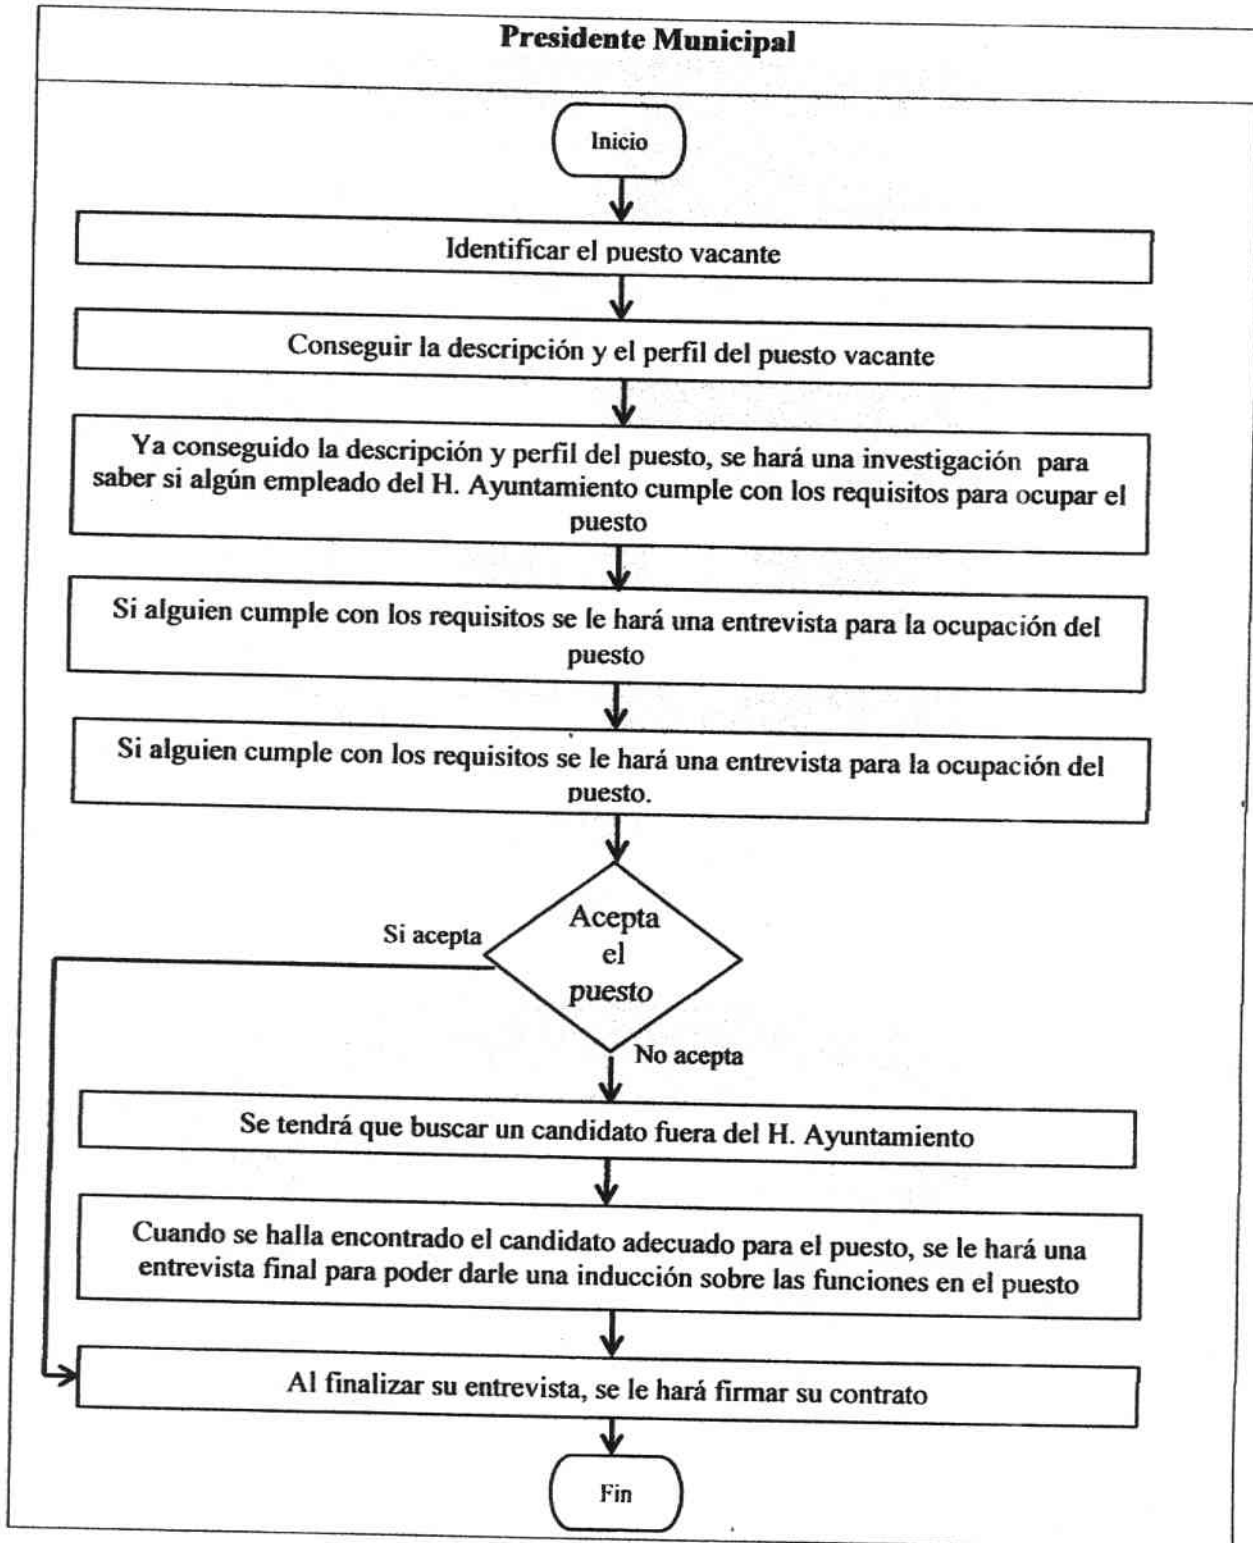 Presidente Municipal
Inicio
Identificar el puesto vacante
Conseguir la descripción y el perfil del puesto vacante
Ya conseguido la descripción y perfil del puesto, se hará una investigación para
saber si algún empleado del H. Ayuntamiento cumple con los requisitos para ocupar el
puesto
Si alguien cumple con los requisitos se le hará una entrevista para la ocupación del
puesto
Si alguien cumple con los requisitos se le hará una entrevista para la ocupación del
puesto.
Acepta
el
puesto
Si acepta
No acepta
Se tendrá que buscar un candidato fuera del H. Ayuntamiento
Cuando se halla encontrado el candidato adecuado para el puesto, se le hará una
entrevista final para poder darle una inducción sobre las funciones en el puesto
Al finalizar su entrevista, se le hará firmar su contrato
Fin